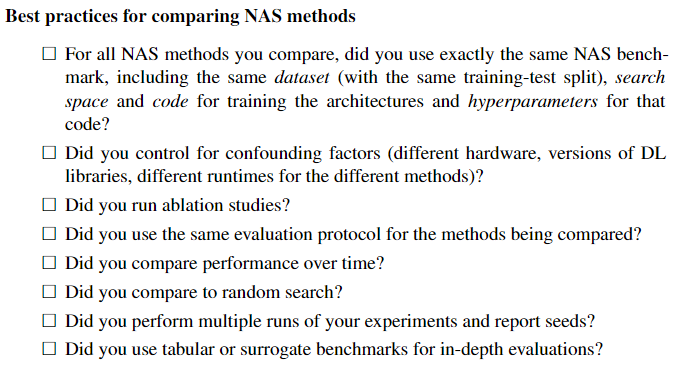 Best practices for comparing NAS methods
☐ For all NAS methods you compare, did you use exactly the same NAS bench-
mark, including the same dataset (with the same training-test split), search
space and code for training the architectures and hyperparameters for that
code?
☐ Did you control for confounding factors (different hardware, versions of DL
libraries, different runtimes for the different methods)?
☐ Did you run ablation studies?
☐ Did you use the same evaluation protocol for the methods being compared?
☐ Did you compare performance over time?
☐ Did you compare to random search?
☐ Did you perform multiple runs of your experiments and report seeds?
☐ Did you use tabular or surrogate benchmarks for in-depth evaluations?